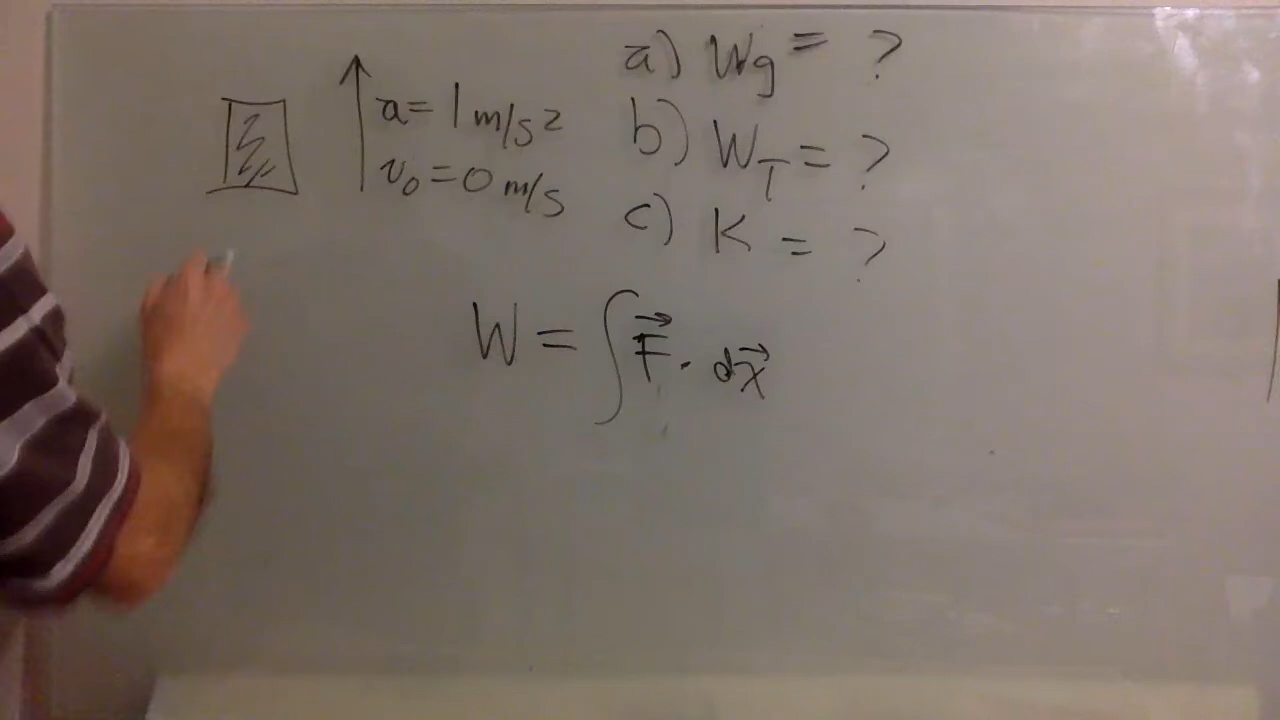 a) Wg = ?
a = 1 m/s²
b) W_T = ?
v₀ = 0 m/s
c) K = ?
W = ∫ F⃗ · dx⃗